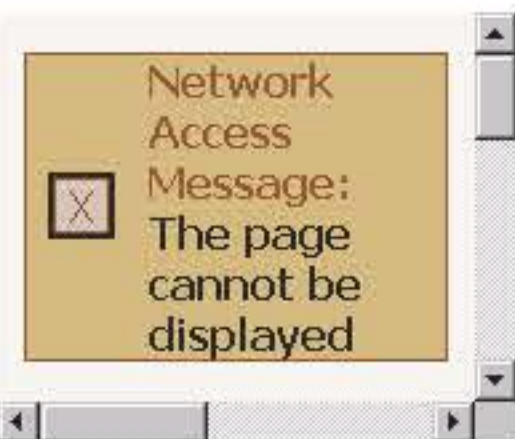 Network
Access
Message:
X
The page
cannot be
displayed